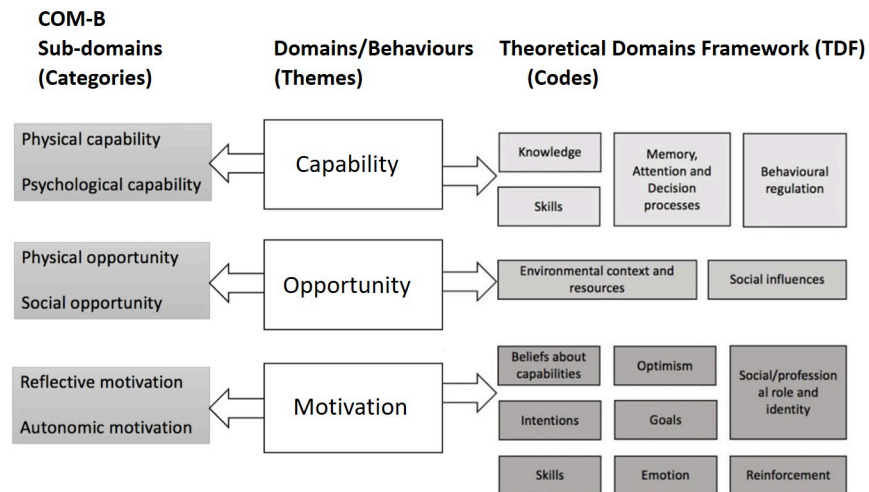 COM-B
Sub-domains
(Categories)
Domains/Behaviours
(Themes)
Theoretical Domains Framework (TDF)
(Codes)
Physical capability
Psychological capability
Capability
Knowledge
Skills
Memory,
Attention and
Decision
processes
Behavioural
regulation
Physical opportunity
Social opportunity
Opportunity
Environmental context and
resources
Social influences
Reflective motivation
Autonomic motivation
Motivation
Beliefs about
capabilities
Optimism
Social/profession
al role and
identity
Intentions
Goals
Skills
Emotion
Reinforcement